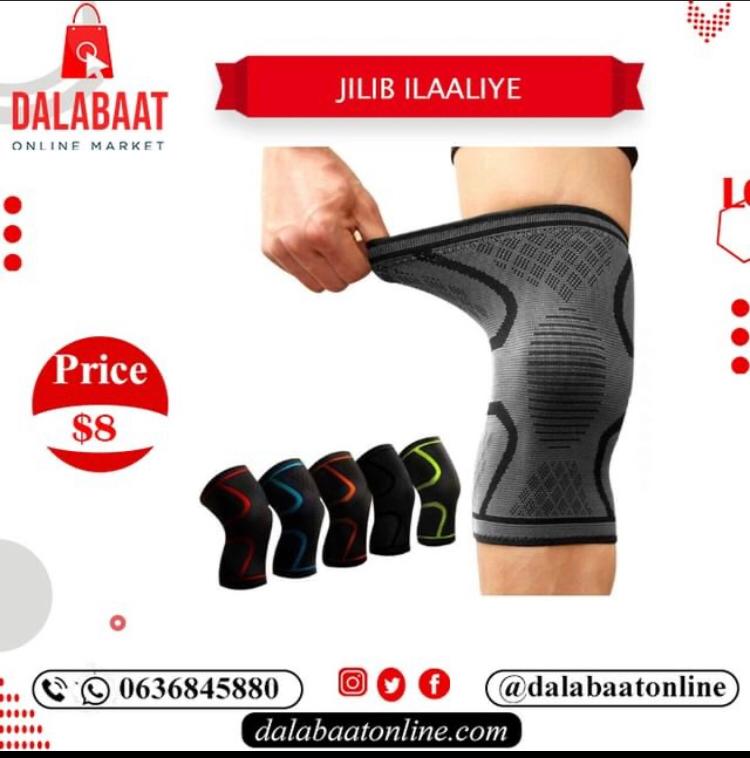 DALABAAT
ONLINE MARKET
JILIB ILAALIYE
Price
$8
0636845880
@dalabaatonline
dalabaatonline.com